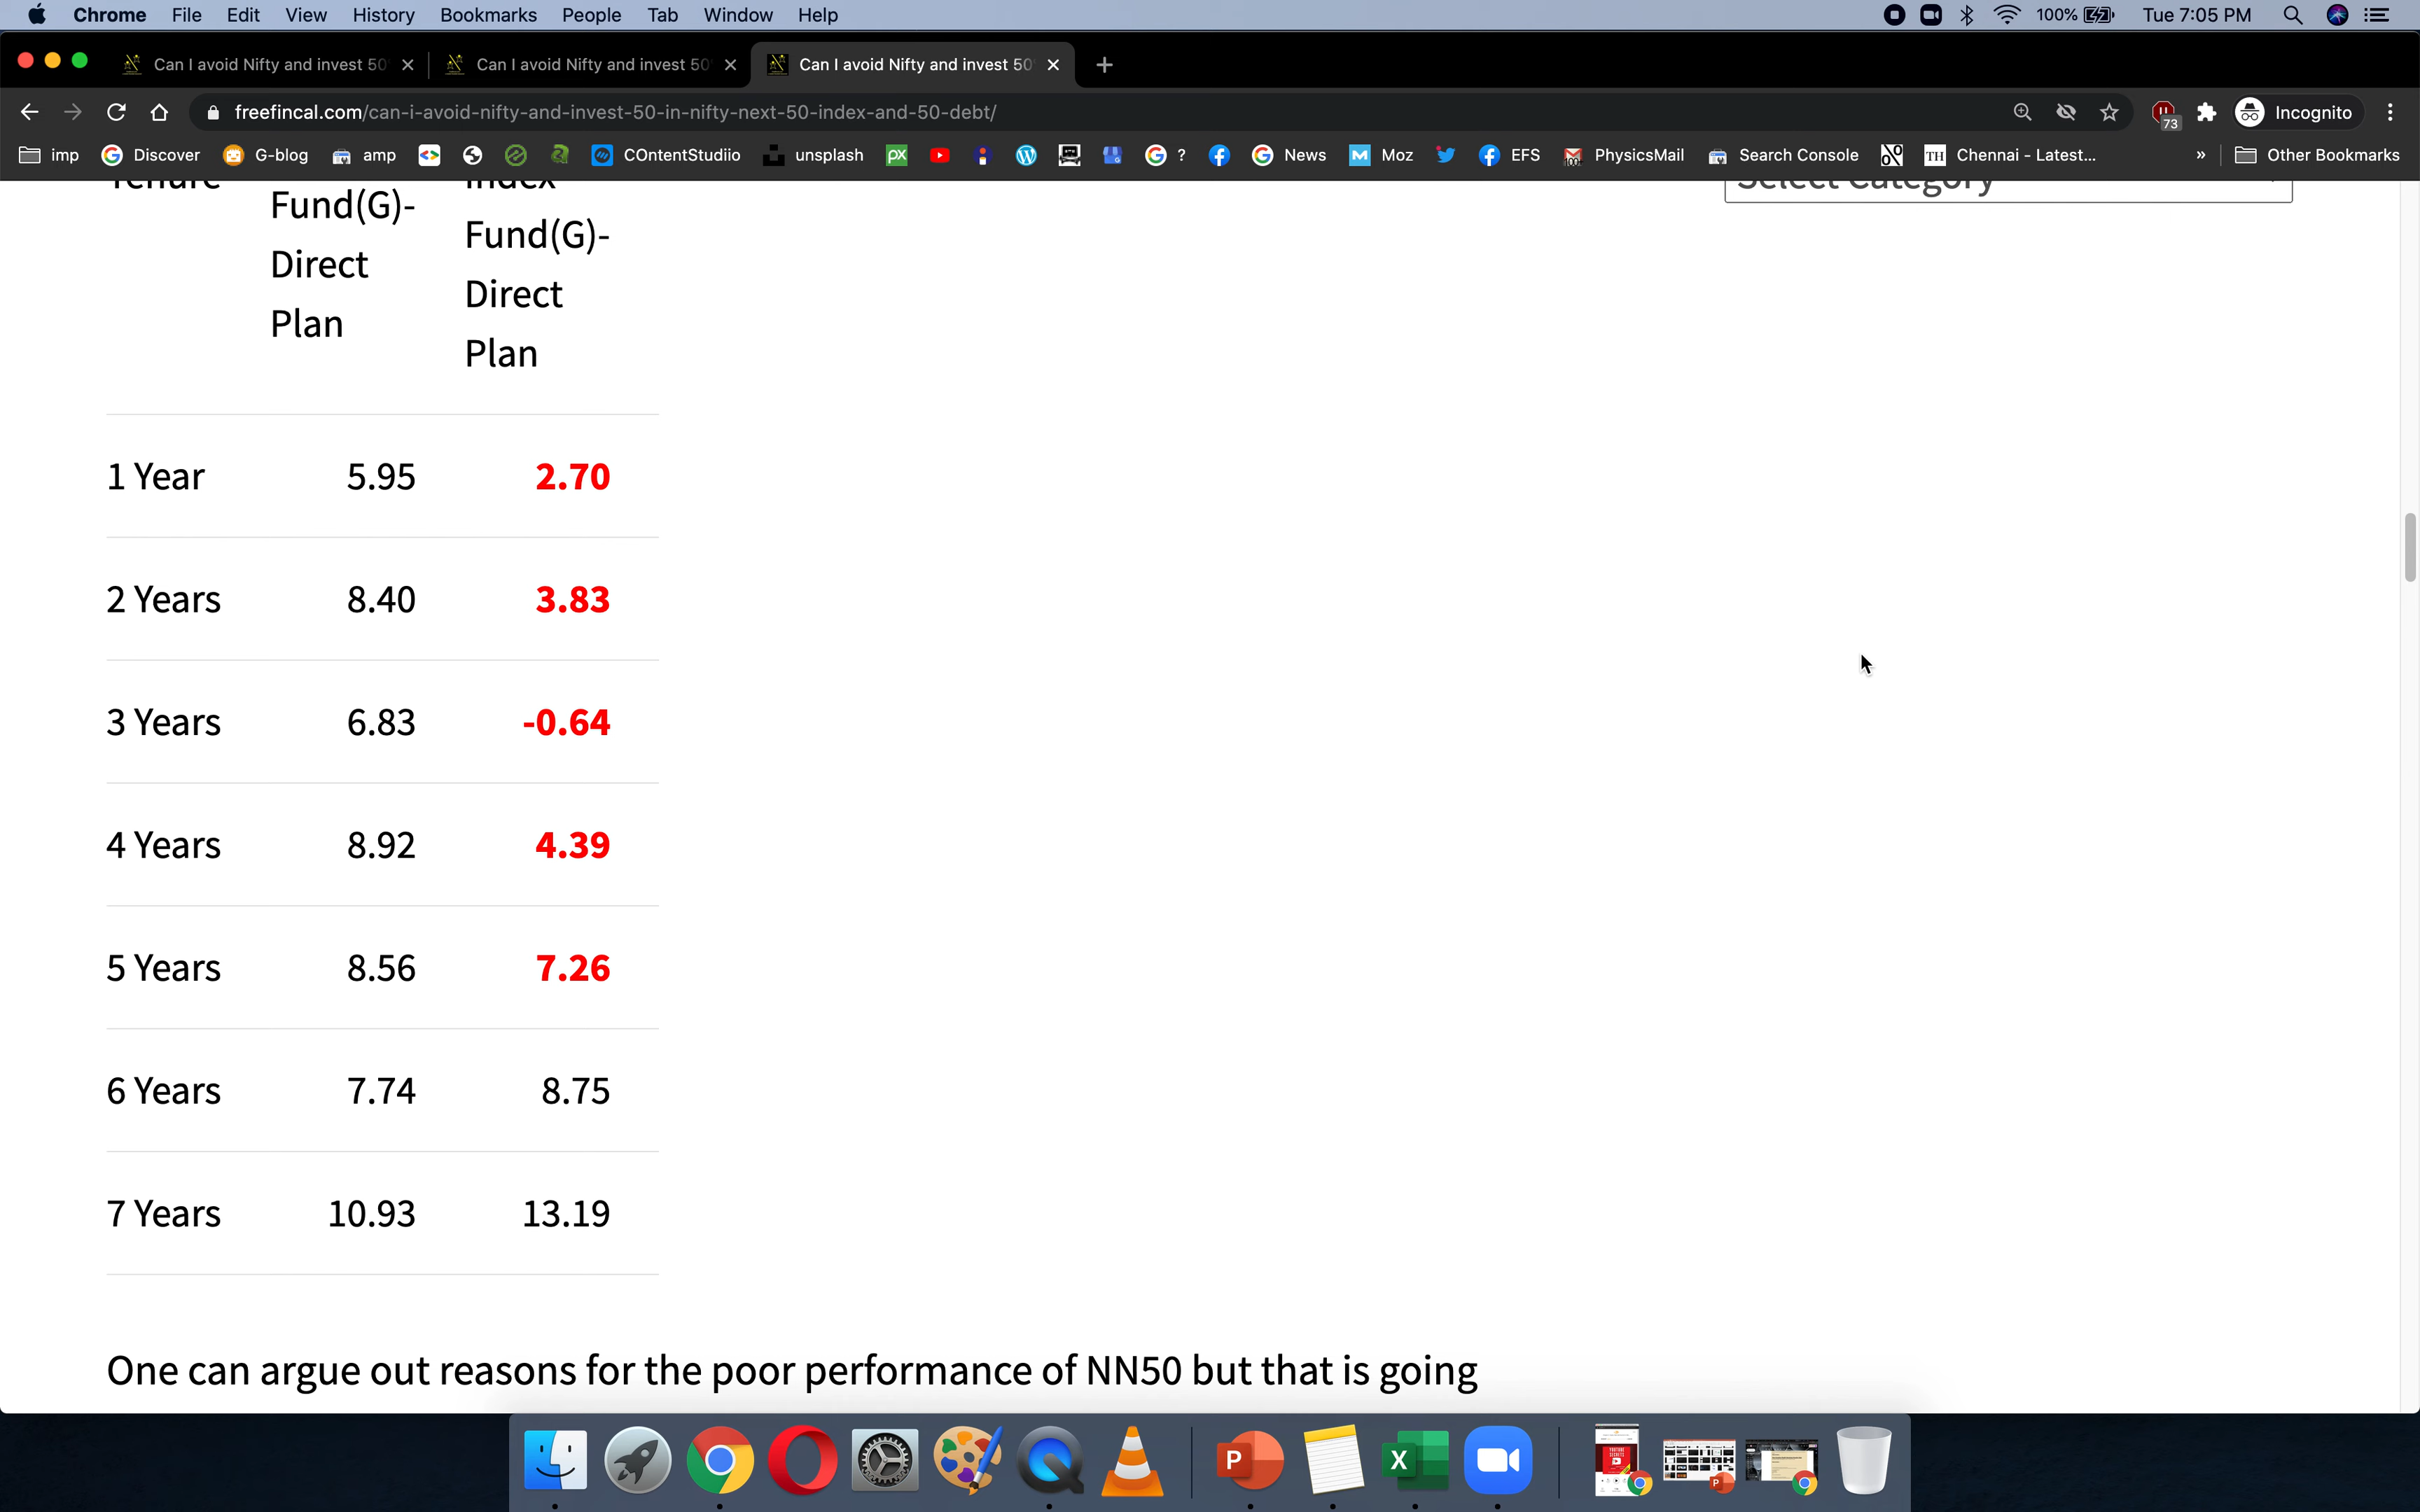 Chrome File Edit View History Bookmarks People Tab Window Help 100% Tue 7:05 PM
Can I avoid Nifty and invest 50 Can I avoid Nifty and invest 50 Can I avoid Nifty and invest 50
freefincal.com/can-i-avoid-nifty-and-invest-50-in-nifty-next-50-index-and-50-debt/ 73 Incognito
imp Discover G-blog amp COntentStudiio unsplash ? News Moz EFS PhysicsMail Search Console TH Chennai - Latest... » Other Bookmarks
Tenure Index Select Category
Fund(G)-
Fund(G)-
Direct
Direct
Plan
Plan
1 Year 5.95 2.70
2 Years 8.40 3.83
3 Years 6.83 -0.64
4 Years 8.92 4.39
5 Years 8.56 7.26
6 Years 7.74 8.75
7 Years 10.93 13.19
One can argue out reasons for the poor performance of NN50 but that is going